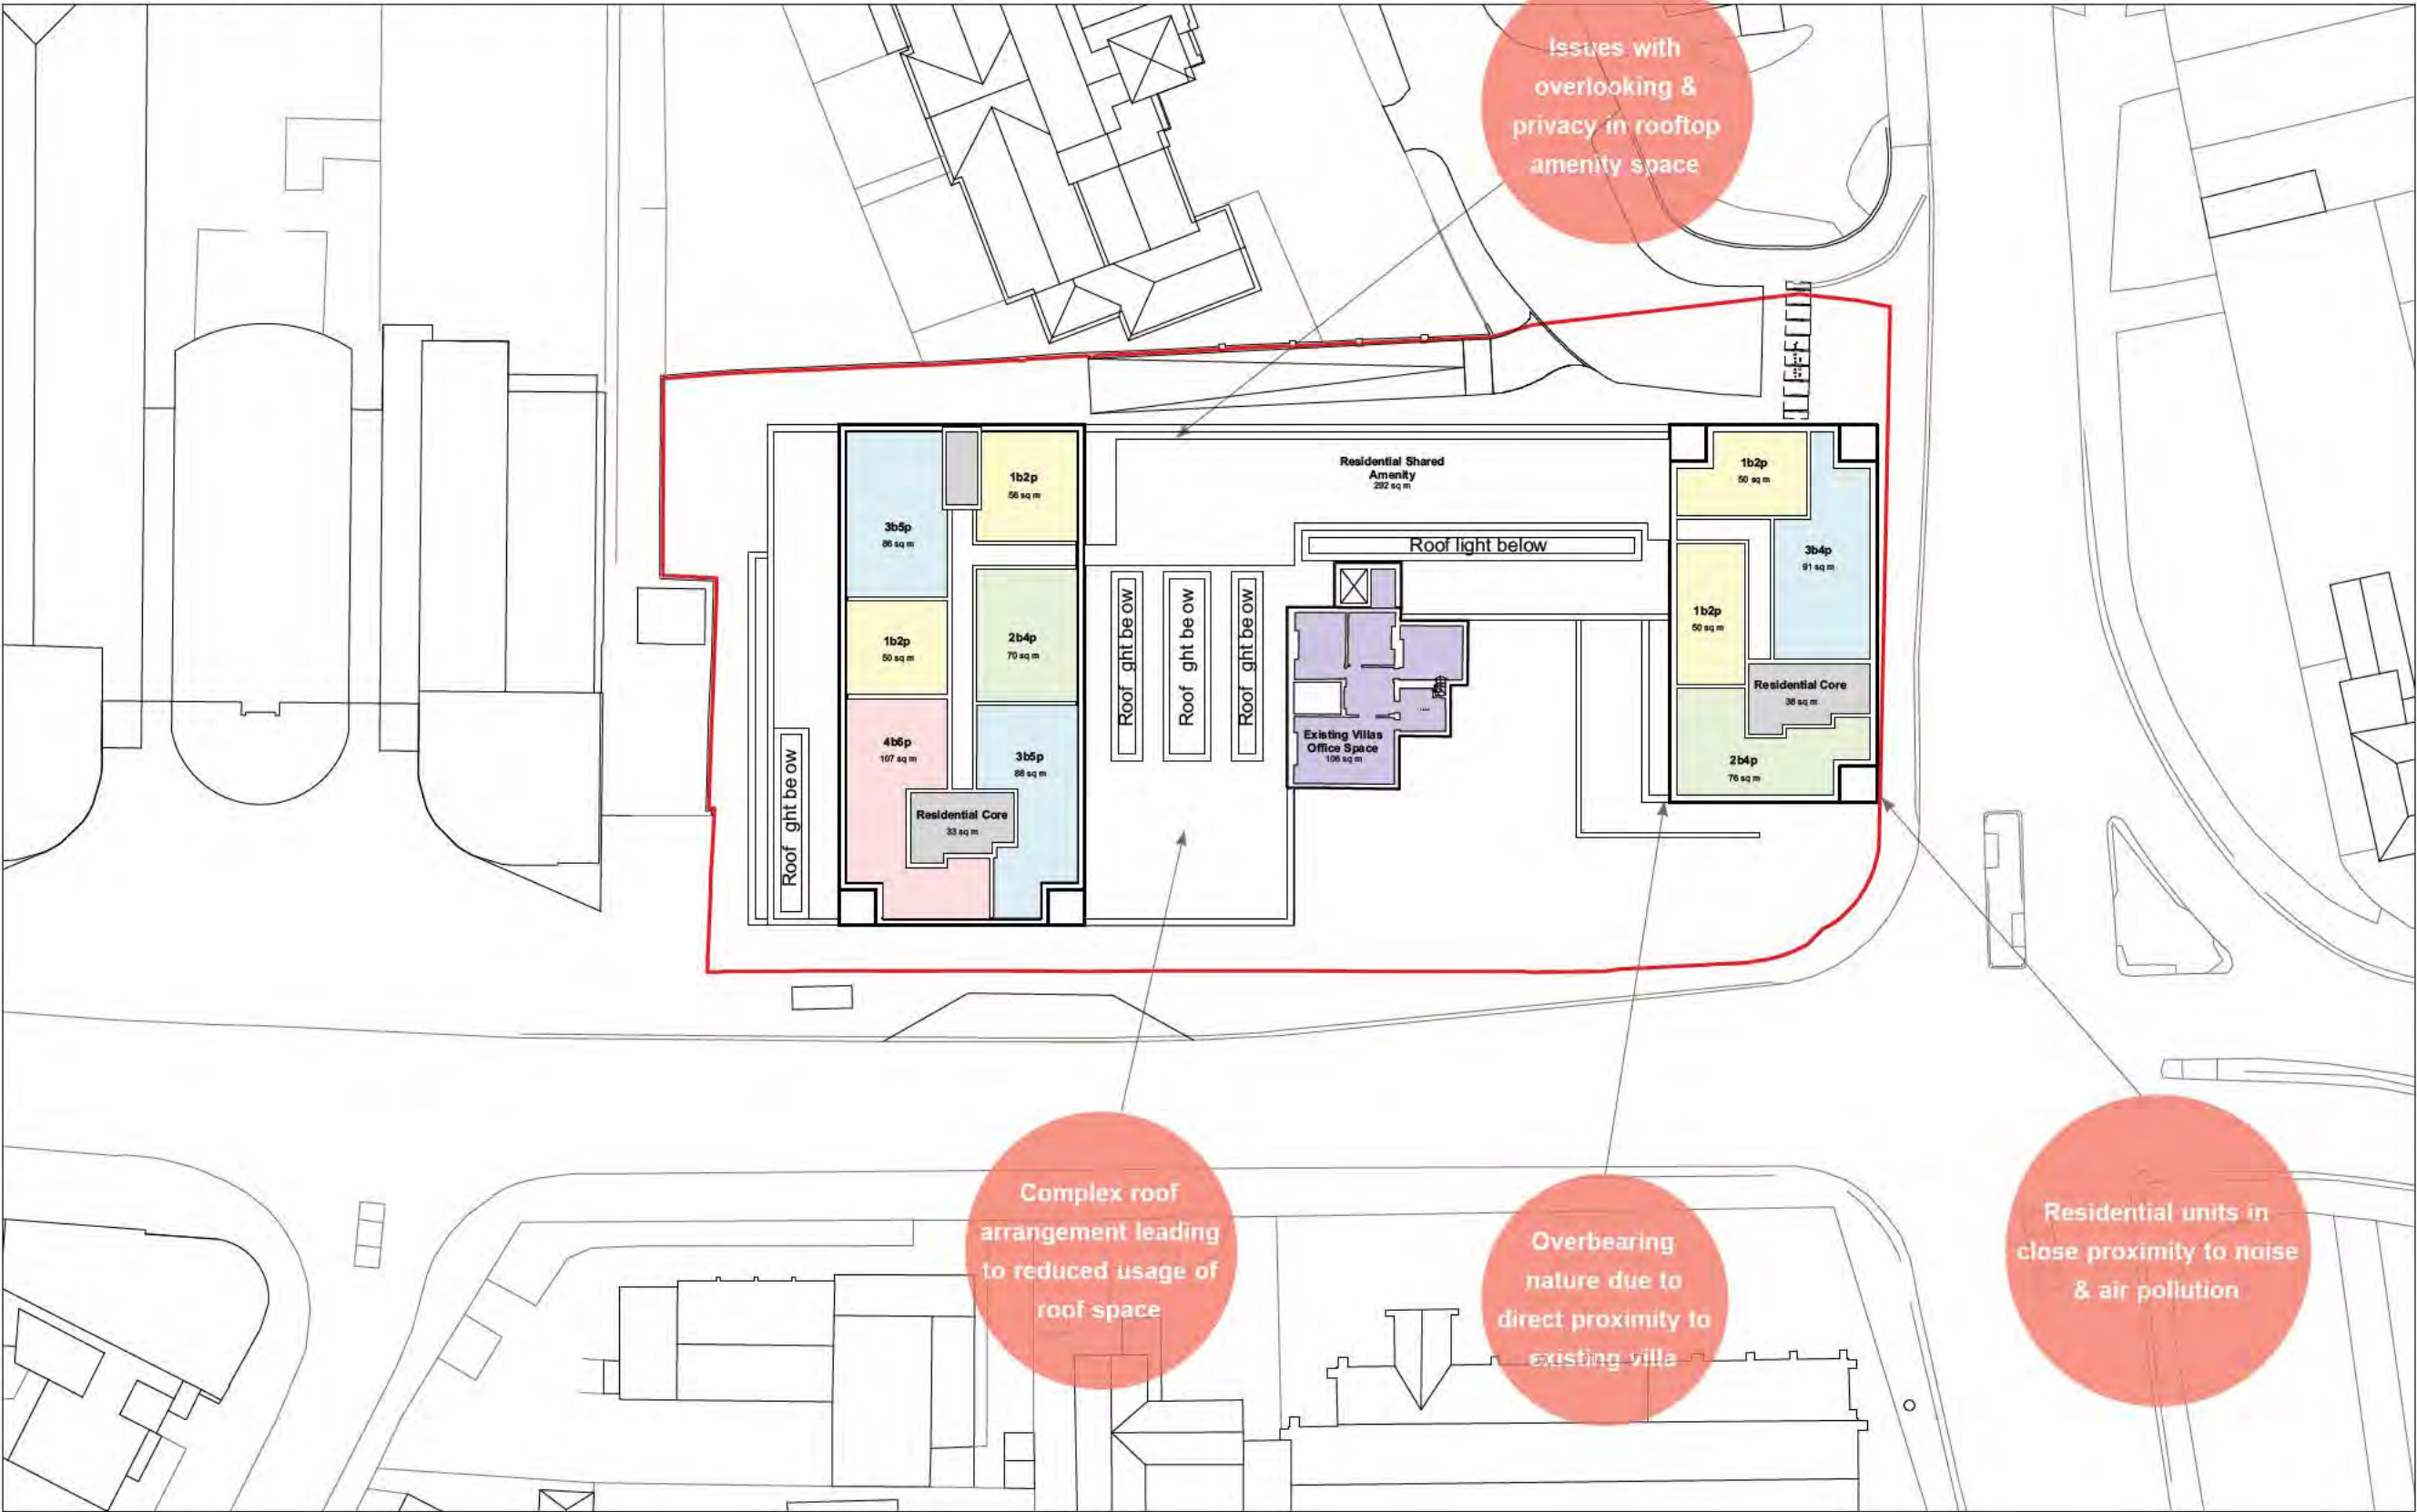 Issues with
overlooking &
privacy in rooftop
amenity space
Residential Shared
Amenity
292 sq m
1b2p
56 sq m
3b5p
86 sq m
1b2p
50 sq m
2b4p
70 sq m
4b6p
107 sq m
3b5p
88 sq m
Residential Core
33 sq m
Roof ght be ow
Roof ght be ow
Roof ght be ow
Roof ght be ow
Roof light below
Existing Villas
Office Space
106 sq m
1b2p
50 sq m
3b4p
91 sq m
1b2p
50 sq m
Residential Core
38 sq m
2b4p
76 sq m
Complex roof
arrangement leading
to reduced usage of
roof space
Overbearing
nature due to
direct proximity to
existing villa
Residential units in
close proximity to noise
& air pollution